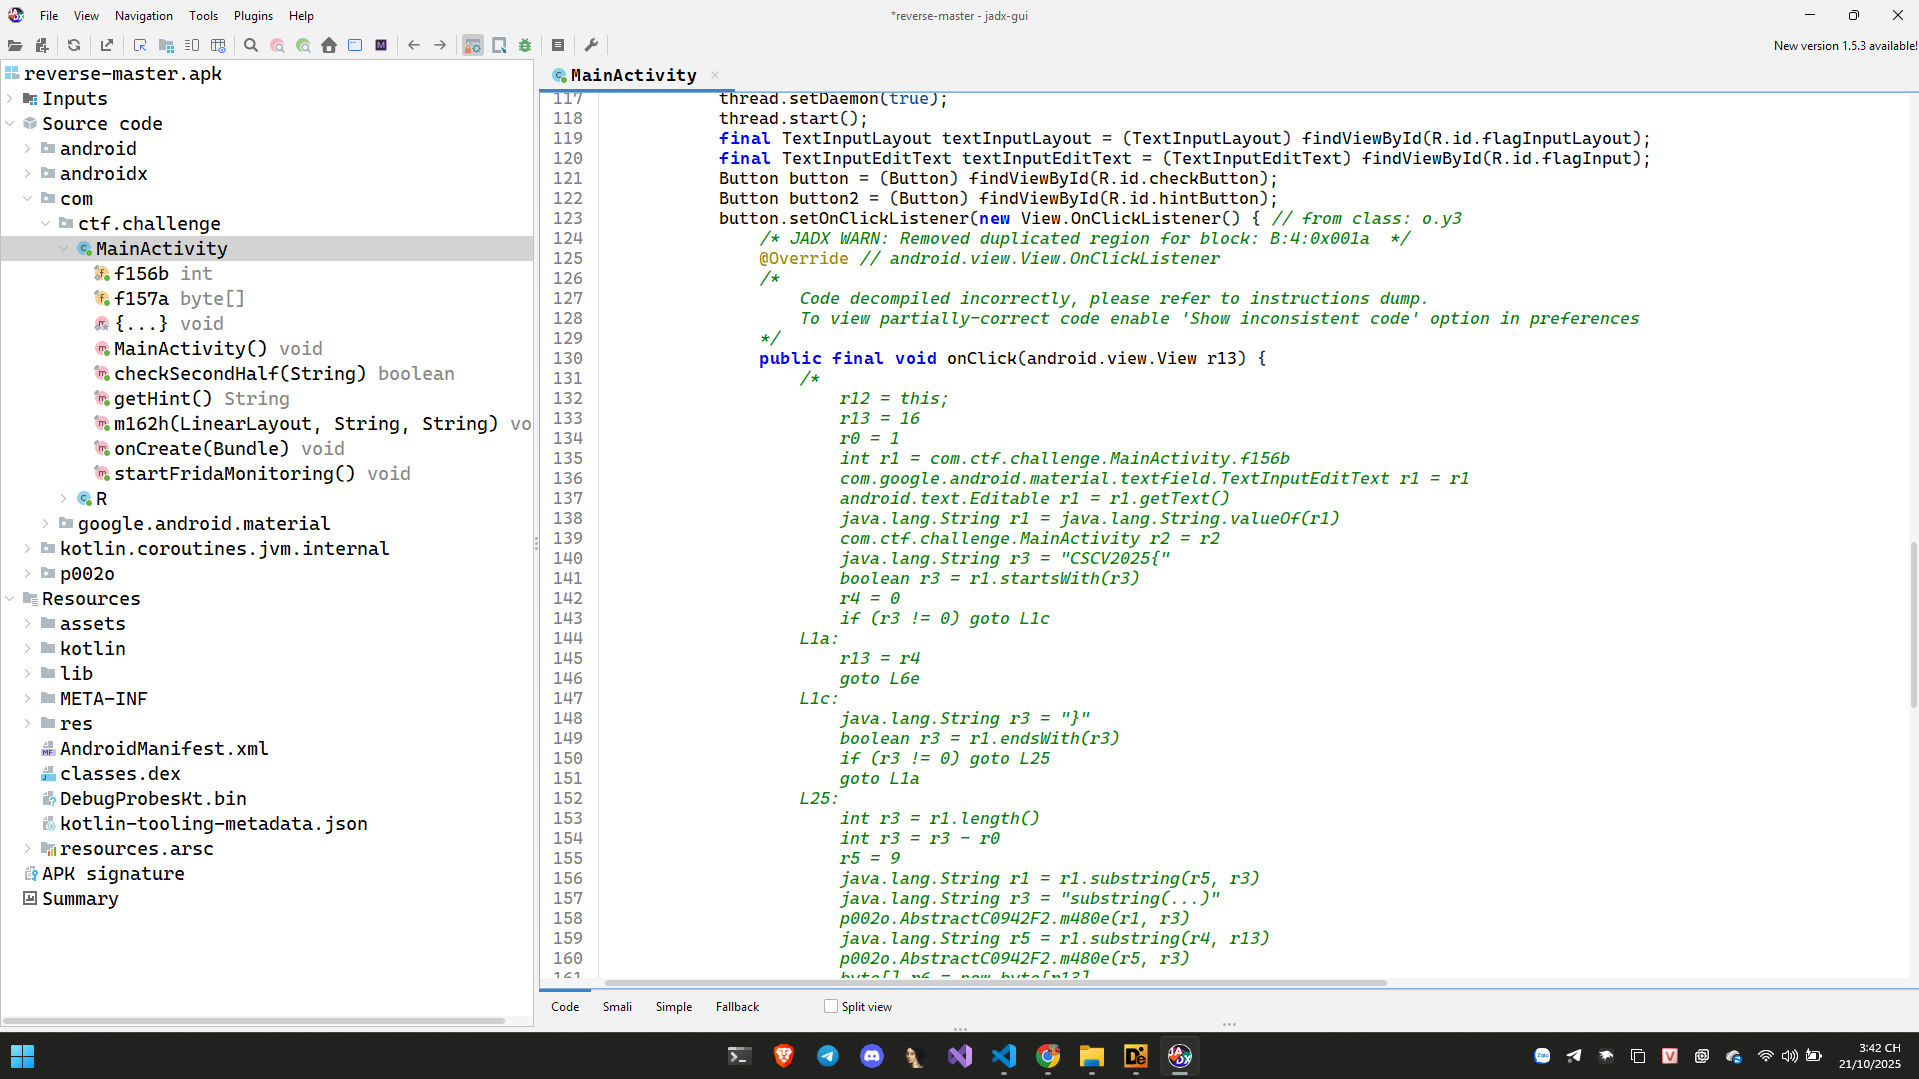 File View Navigation Tools Plugins Help
*reverse-master - jadx-gui
New version 1.5.3 available!
reverse-master.apk
Inputs
Source code
android
androidx
com
ctf.challenge
MainActivity
f156b int
f157a byte[]
{...} void
MainActivity() void
checkSecondHalf(String) boolean
getHint() String
m162h(LinearLayout, String, String) vo
onCreate(Bundle) void
startFridaMonitoring() void
R
google.android.material
kotlin.coroutines.jvm.internal
p002o
Resources
assets
kotlin
lib
META-INF
res
AndroidManifest.xml
classes.dex
DebugProbesKt.bin
kotlin-tooling-metadata.json
resources.arsc
APK signature
Summary
MainActivity
117 thread.setDaemon(true);
118 thread.start();
119 final TextInputLayout textInputLayout = (TextInputLayout) findViewById(R.id.flagInputLayout);
120 final TextInputEditText textInputEditText = (TextInputEditText) findViewById(R.id.flagInput);
121 Button button = (Button) findViewById(R.id.checkButton);
122 Button button2 = (Button) findViewById(R.id.hintButton);
123 button.setOnClickListener(new View.OnClickListener() { // from class: o.y3
124 /* JADX WARN: Removed duplicated region for block: B:4:0x001a  */
125 @Override // android.view.View.OnClickListener
126 /*
127 Code decompiled incorrectly, please refer to instructions dump.
128 To view partially-correct code enable 'Show inconsistent code' option in preferences
129 */
130 public final void onClick(android.view.View r13) {
131 /*
132 r12 = this;
133 r13 = 16
134 r0 = 1
135 int r1 = com.ctf.challenge.MainActivity.f156b
136 com.google.android.material.textfield.TextInputEditText r1 = r1
137 android.text.Editable r1 = r1.getText()
138 java.lang.String r1 = java.lang.String.valueOf(r1)
139 com.ctf.challenge.MainActivity r2 = r2
140 java.lang.String r3 = "CSCV2025{"
141 boolean r3 = r1.startsWith(r3)
142 r4 = 0
143 if (r3 != 0) goto L1c
144 L1a:
145 r13 = r4
146 goto L6e
147 L1c:
148 java.lang.String r3 = "}"
149 boolean r3 = r1.endsWith(r3)
150 if (r3 != 0) goto L25
151 goto L1a
152 L25:
153 int r3 = r1.length()
154 int r3 = r3 - r0
155 r5 = 9
156 java.lang.String r1 = r1.substring(r5, r3)
157 java.lang.String r3 = "substring(...)"
158 p002o.AbstractC0942F2.m480e(r1, r3)
159 java.lang.String r5 = r1.substring(r4, r13)
160 p002o.AbstractC0942F2.m480e(r5, r3)
161 byte[] r6 = new byte[r13]
Code Smali Simple Fallback Split view
3:42 CH
21/10/2025